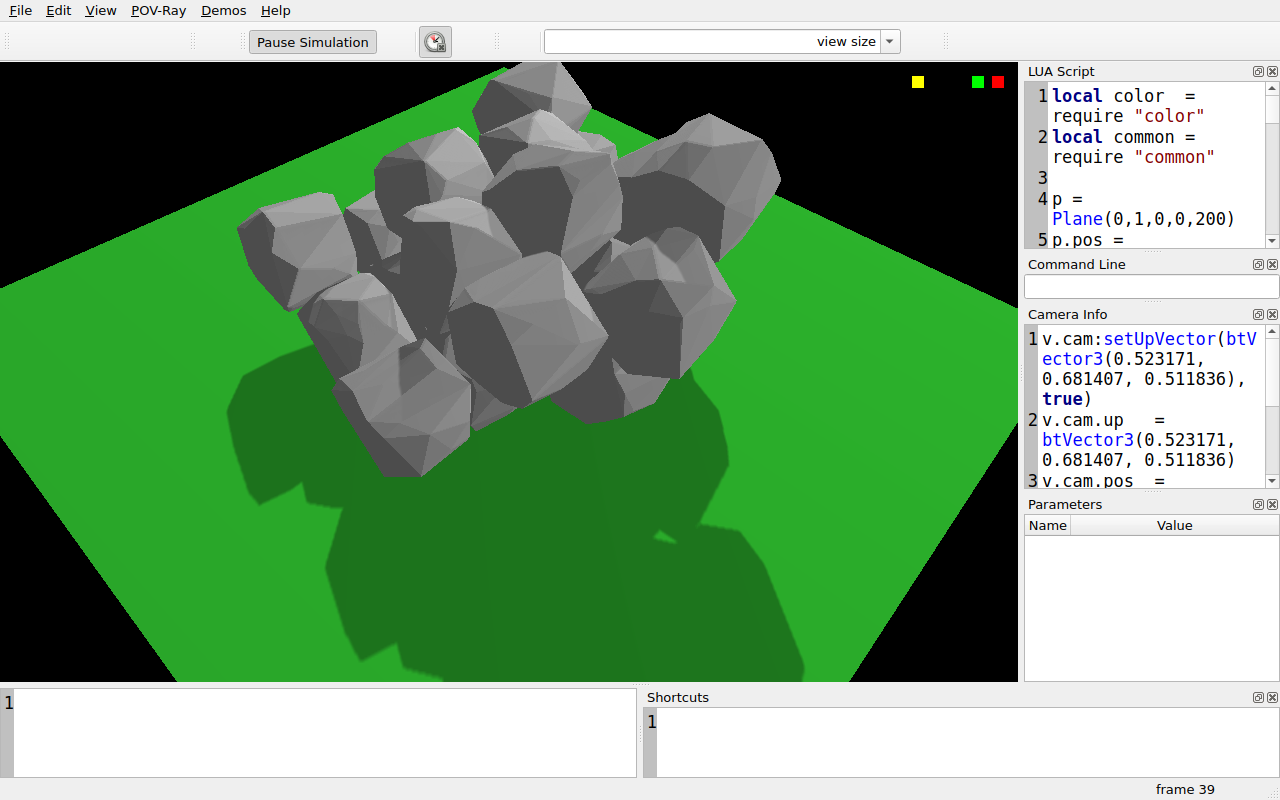 File Edit View POV-Ray Demos Help
Pause Simulation
view size
LUA Script
1 local color  =
require "color"
2 local common =
require "common"
3
4 p =
Plane(0,1,0,0,200)
5 p.pos =
Command Line
Camera Info
1 v.cam:setUpVector(btV
ector3(0.523171,
0.681407, 0.511836),
true)
2 v.cam.up   =
btVector3(0.523171,
0.681407, 0.511836)
3 v.cam.pos  =
Parameters
Name Value
1
Shortcuts
1
frame 39